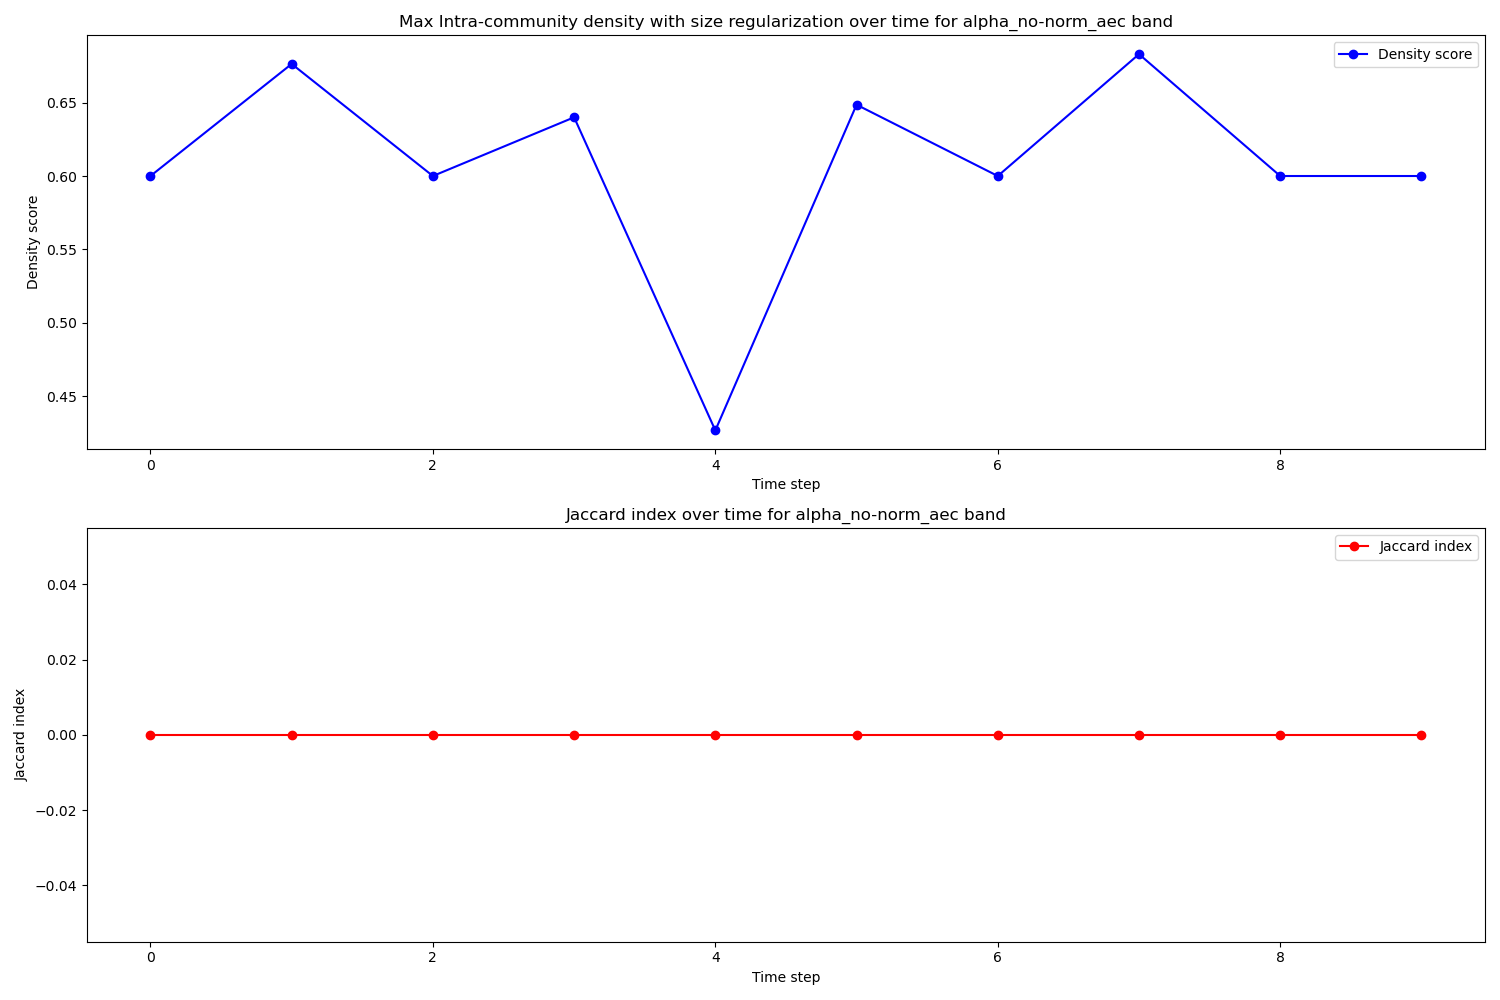 Max Intra-community density with size regularization over time for alpha_no-norm_aec band
Density score
0.65
0.60
0.55
0.50
0.45
Density score
0 2 4 6 8
Time step
Jaccard index over time for alpha_no-norm_aec band
Jaccard index
0.04
0.02
0.00
−0.02
−0.04
Jaccard index
0 2 4 6 8
Time step